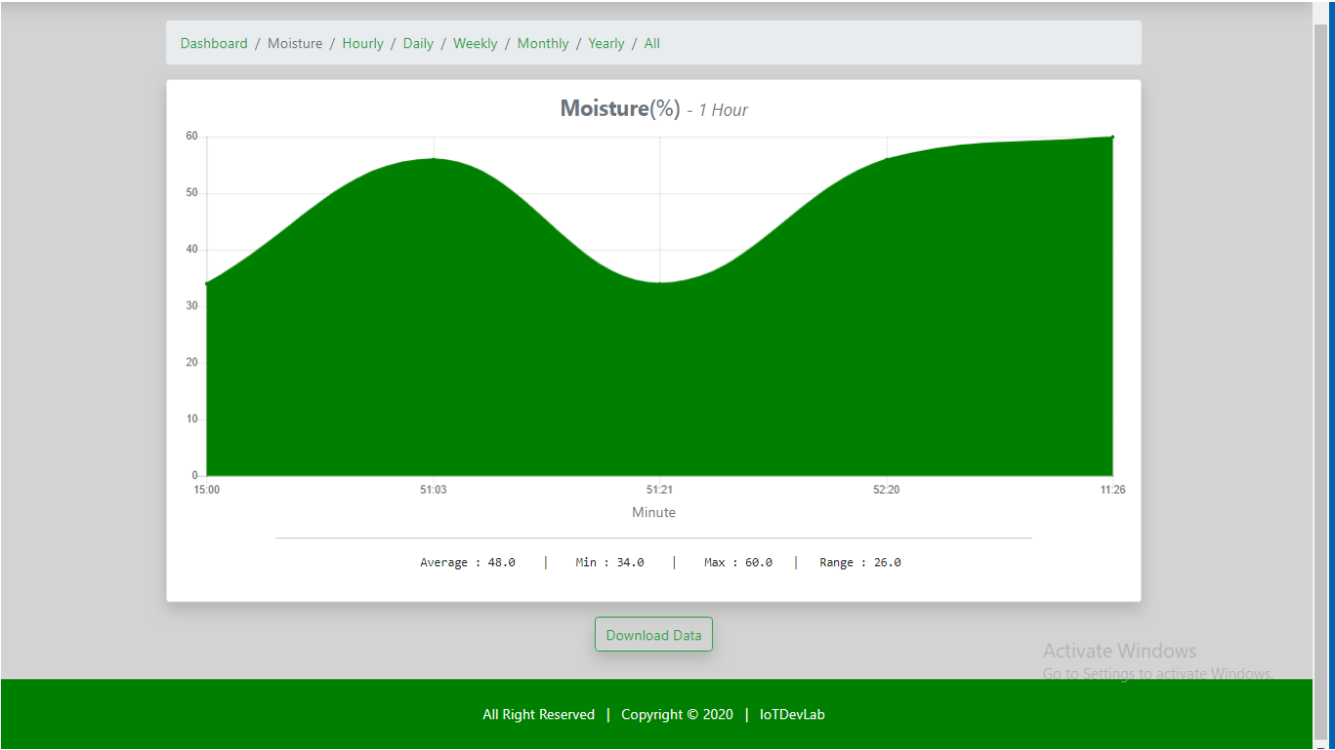 Dashboard / Moisture / Hourly / Daily / Weekly / Monthly / Yearly / All
Moisture(%) - 1 Hour
60
50
40
30
20
10
0
15:00 51:03 51:21 52:20 11:26
Minute
Average : 48.0 | Min : 34.0 | Max : 60.0 | Range : 26.0
Download Data
Activate Windows
Go to Settings to activate Windows.
All Right Reserved | Copyright © 2020 | IoTDevLab